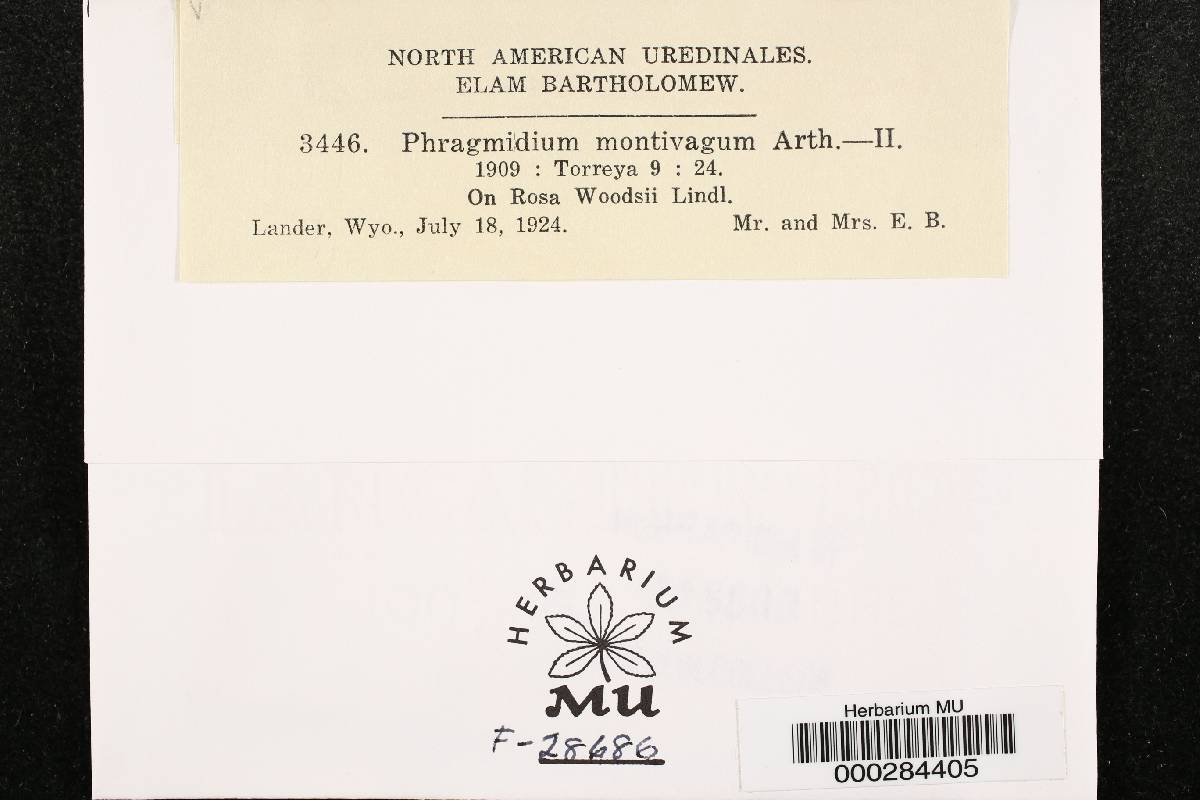 NORTH AMERICAN UREDINALES.
ELAM BARTHOLOMEW.
3446. Phragmidium montivagum Arth.—II.
1909 : Torreya 9 : 24.
On Rosa Woodsii Lindl.
Lander, Wyo., July 18, 1924. Mr. and Mrs. E. B.
HERBARIUM
MU
F-28686
Herbarium MU
000284405